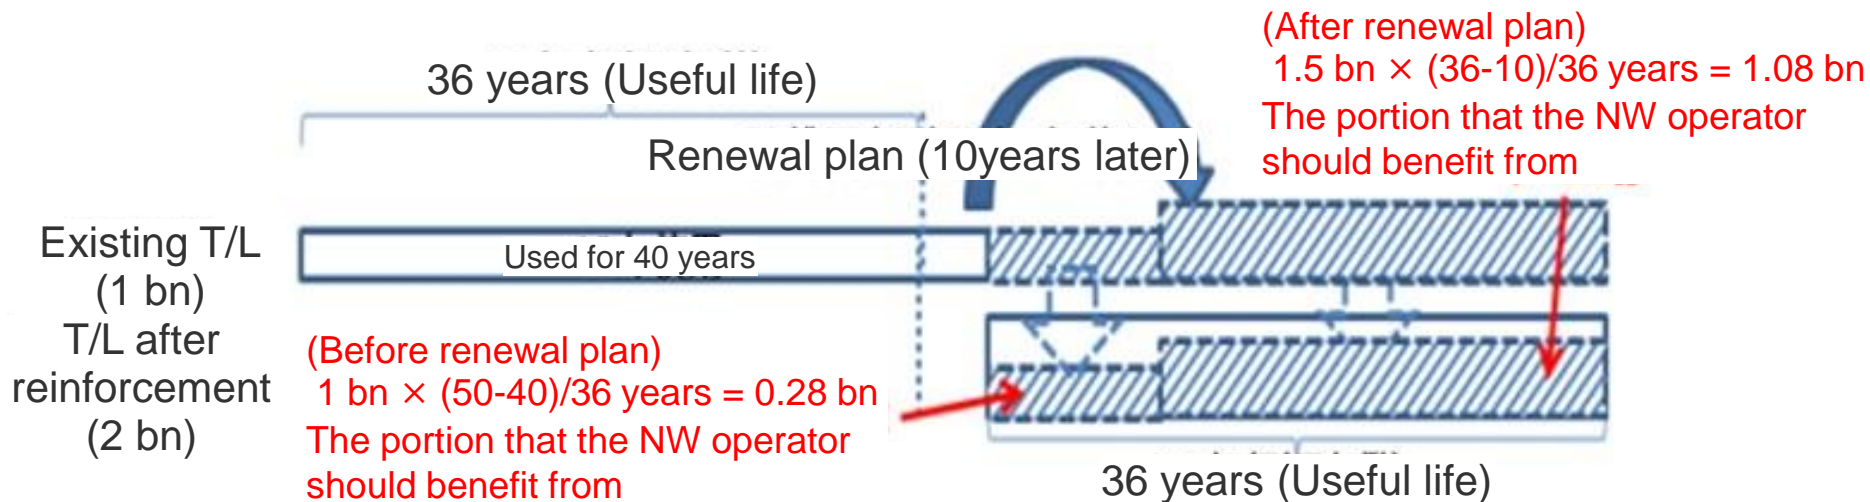 (After renewal plan)
1.5 bn × (36-10)/36 years = 1.08 bn
The portion that the NW operator
should benefit from
36 years (Useful life)
Renewal plan (10years later)
Existing T/L
(1 bn)
Used for 40 years
T/L after
reinforcement
(2 bn)
(Before renewal plan)
1 bn × (50-40)/36 years = 0.28 bn
The portion that the NW operator
should benefit from
36 years (Useful life)